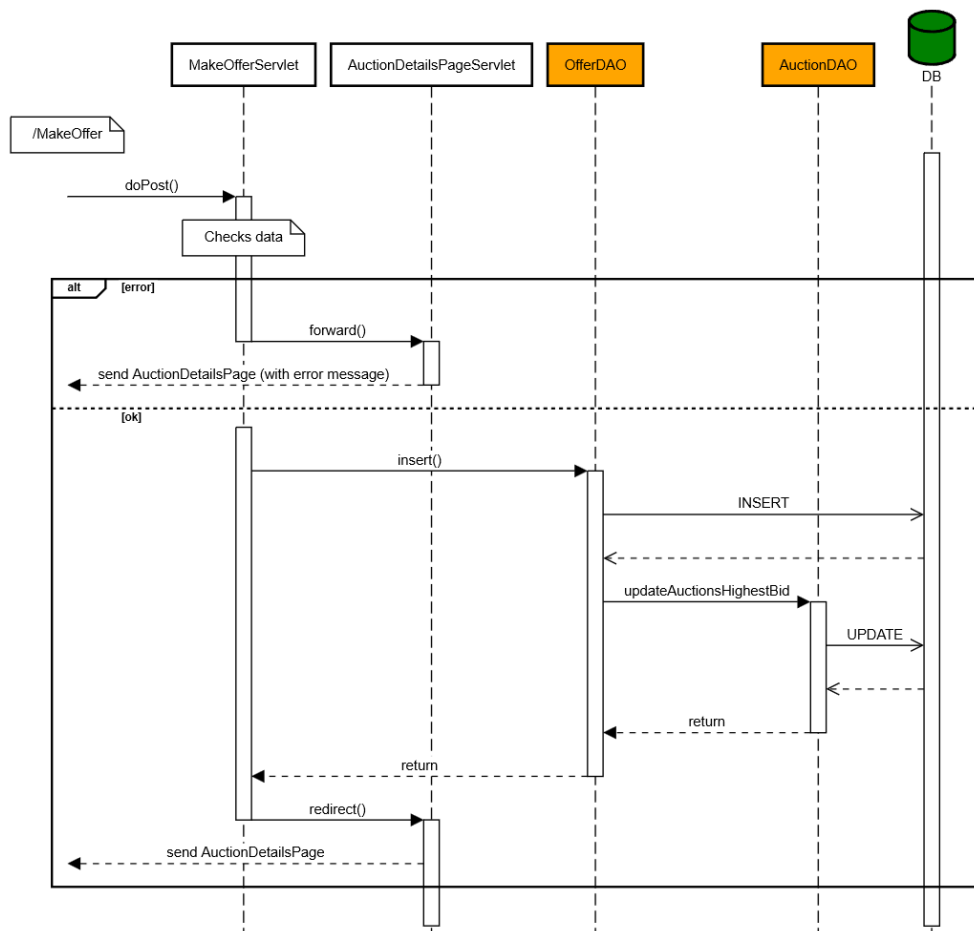 MakeOfferServlet
AuctionDetailsPageServlet
OfferDAO
AuctionDAO
DB
/MakeOffer
doPost()
Checks data
alt
[error]
forward()
send AuctionDetailsPage (with error message)
[ok]
insert()
INSERT
updateAuctionsHighestBid
UPDATE
return
return
redirect()
send AuctionDetailsPage